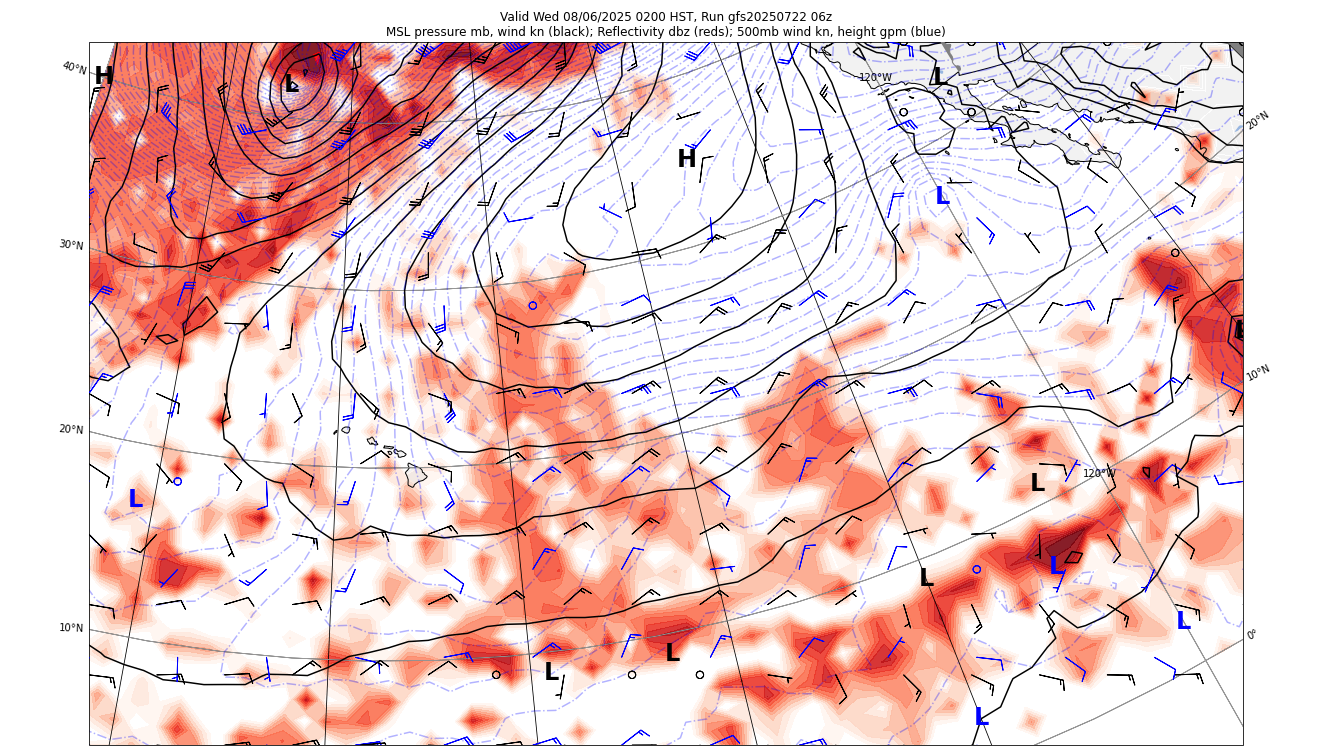 Valid Wed 08/06/2025 0200 HST, Run gfs20250722 06z
MSL pressure mb, wind kn (black); Reflectivity dbz (reds); 500mb wind kn, height gpm (blue)
40°N H L 120°W L
20°N
H
L
30°N
L
10°N
20°N
120°W
L L
L
L
10°N L 0°
L
L
L